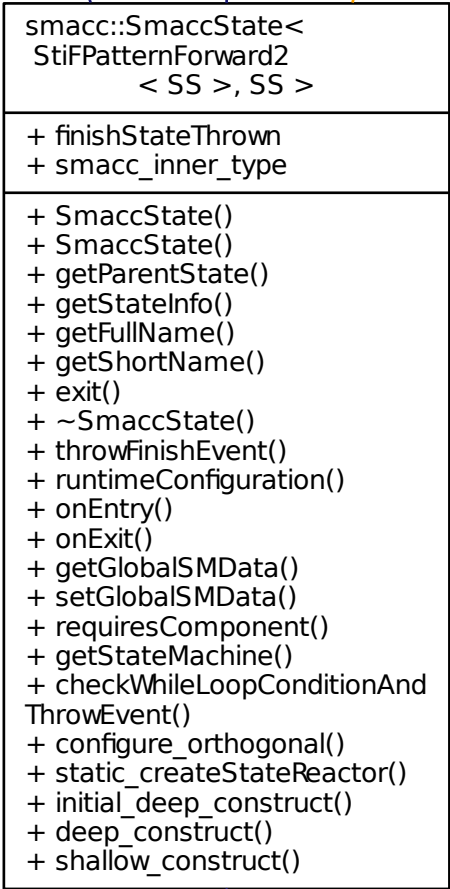 smacc::SmaccState<
StiFPatternForward2
< SS >, SS >
+ finishStateThrown
+ smacc_inner_type
+ SmaccState()
+ SmaccState()
+ getParentState()
+ getStateInfo()
+ getFullName()
+ getShortName()
+ exit()
+ ~SmaccState()
+ throwFinishEvent()
+ runtimeConfiguration()
+ onEntry()
+ onExit()
+ getGlobalSMData()
+ setGlobalSMData()
+ requiresComponent()
+ getStateMachine()
+ checkWhileLoopConditionAnd
ThrowEvent()
+ configure_orthogonal()
+ static_createStateReactor()
+ initial_deep_construct()
+ deep_construct()
+ shallow_construct()